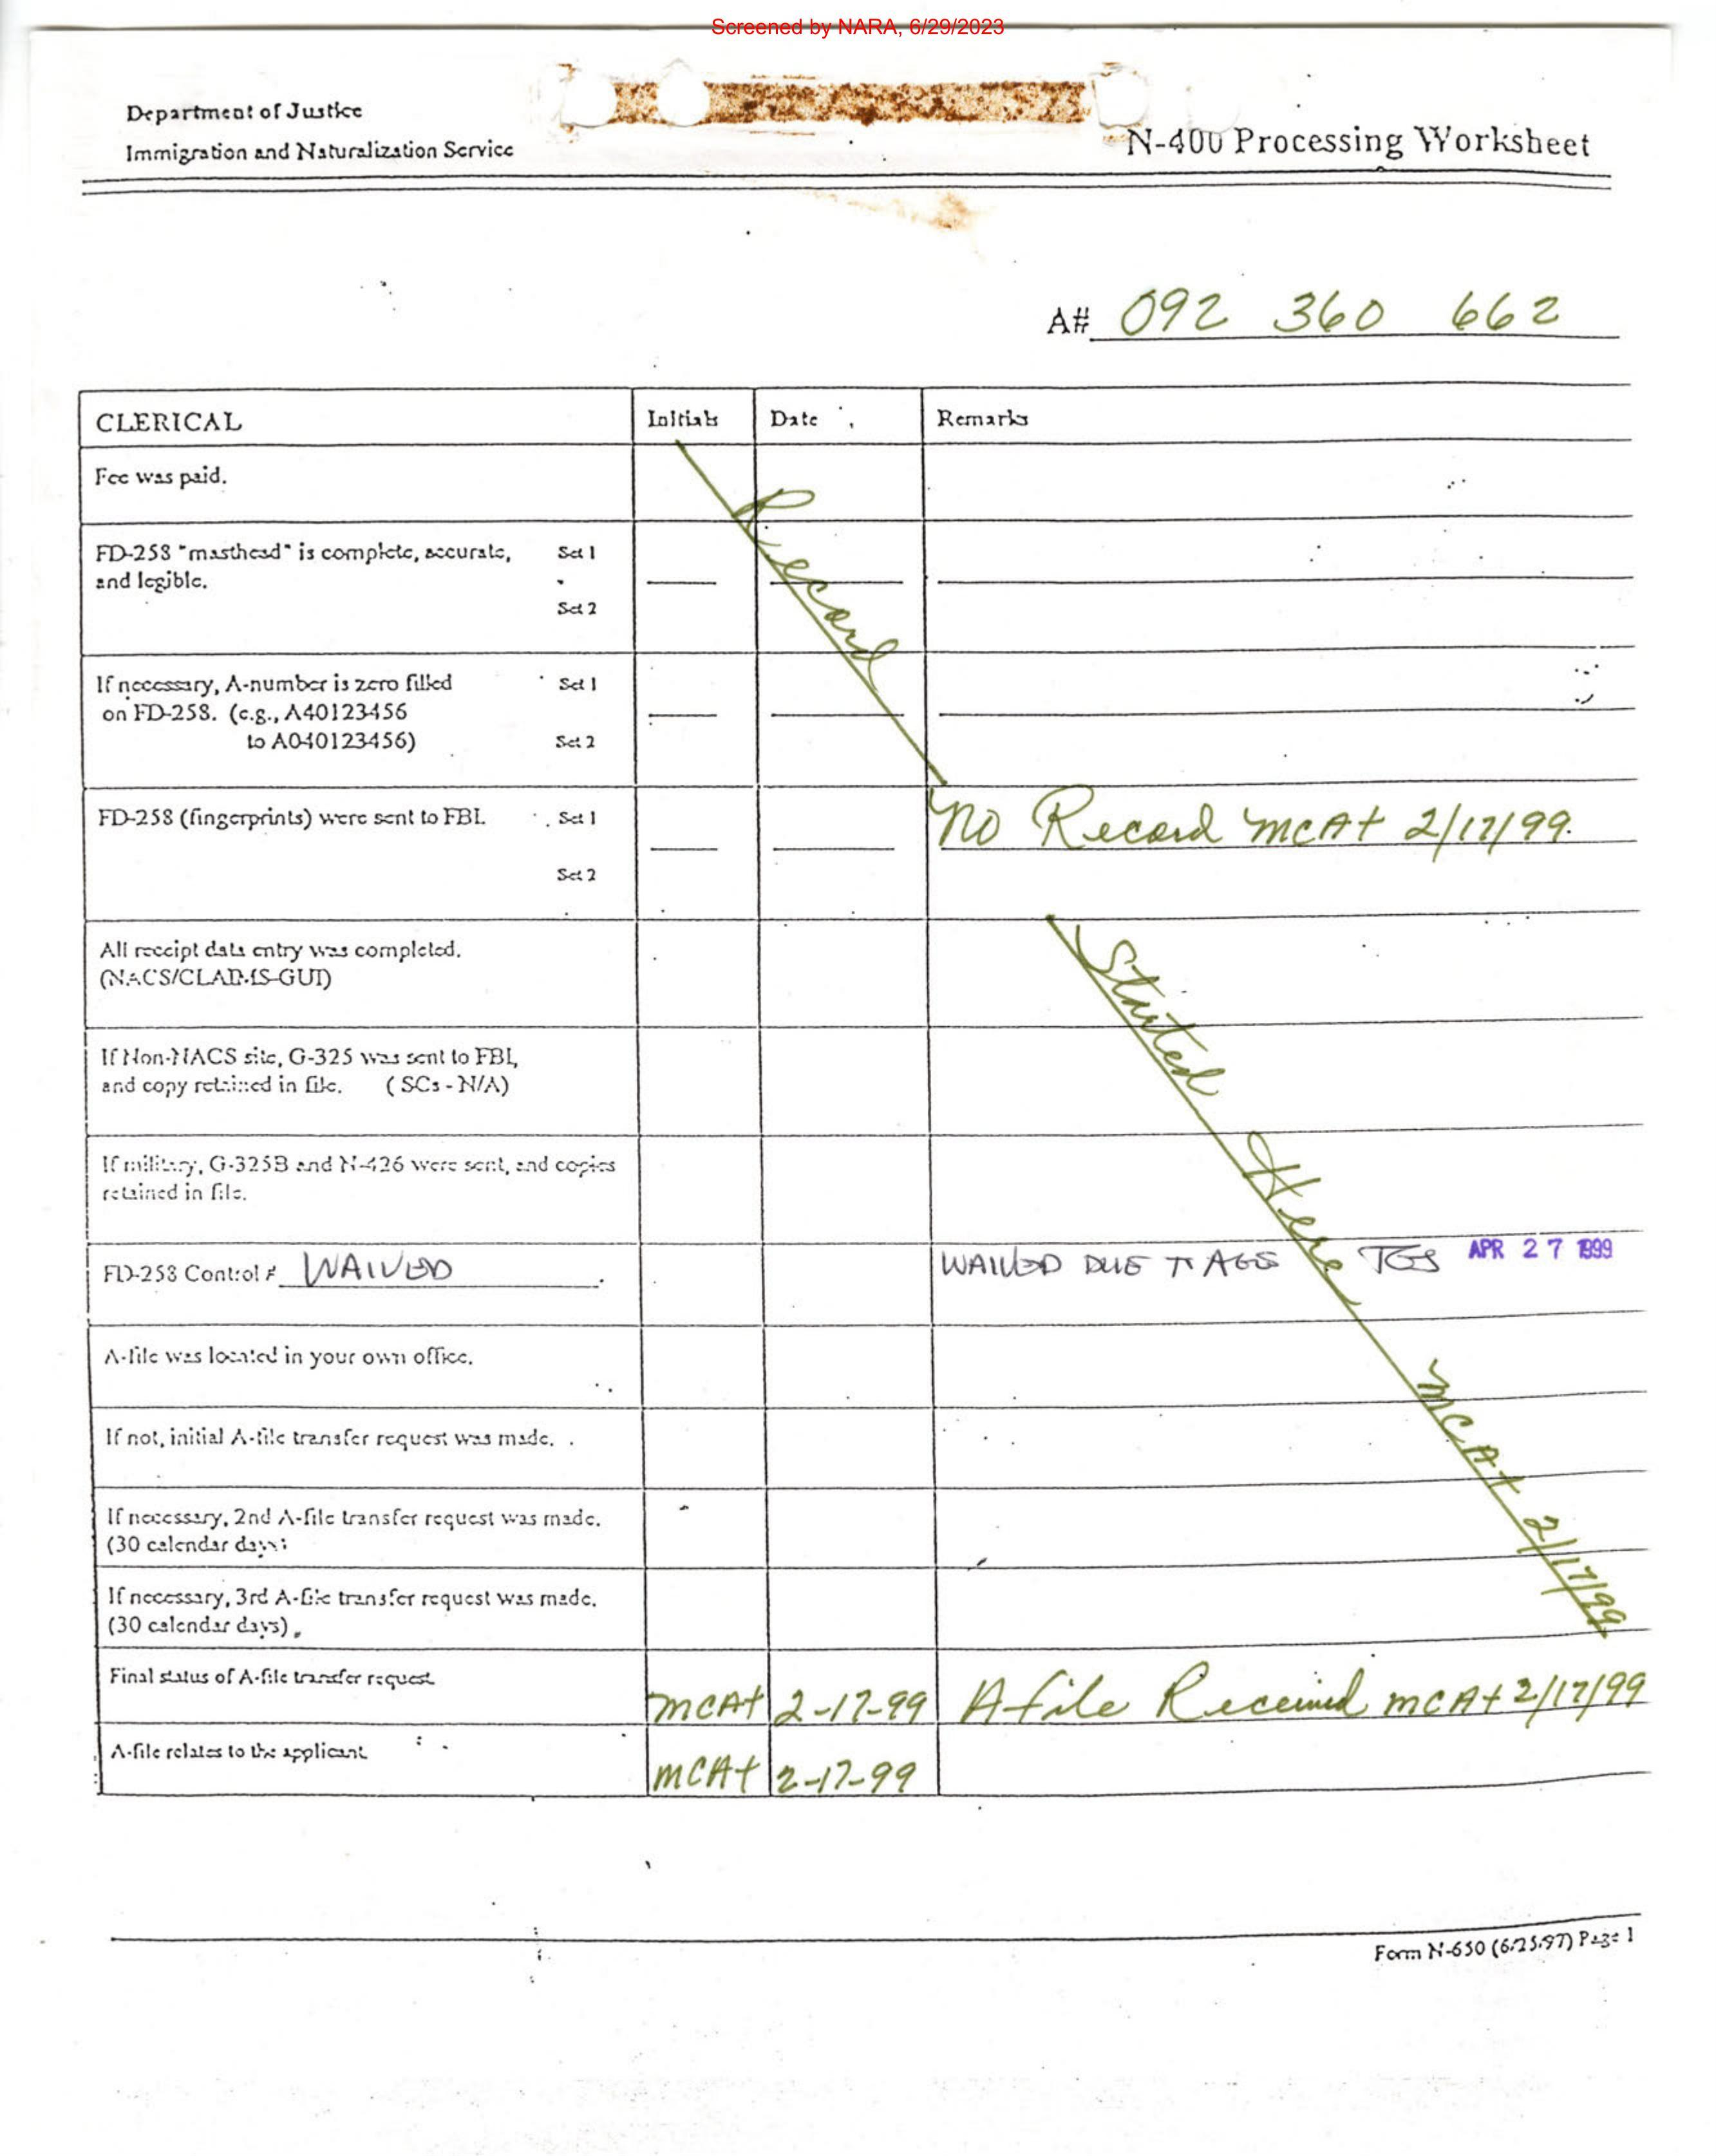 Screened by NARA, 6/29/2023
Department of Justice
Immigration and Naturalization Service
N-400 Processing Worksheet
A# 092 360 662
CLERICAL Initials Date Remarks
Fee was paid.
Record
FD-258 "masthead" is complete, accurate, Set 1
and legible.
Set 2
If necessary, A-number is zero filled Set 1
on FD-258. (e.g., A40123456
to A040123456) Set 2
FD-258 (fingerprints) were sent to FBI. Set 1 No Record MCAt 2/17/99
Set 2
All receipt data entry was completed.
(NACS/CLAIMS-GUI)
Started Here MCAt 2/17/99
If Non-NACS site, G-325 was sent to FBI,
and copy retained in file. (SCs - N/A)
If military, G-325B and N-426 were sent, and copies
retained in file.
FD-258 Control # WAIVED WAIVED DUE TO AGE TGS APR 27 1999
A-file was located in your own office.
If not, initial A-file transfer request was made.
If necessary, 2nd A-file transfer request was made.
(30 calendar days)
If necessary, 3rd A-file transfer request was made.
(30 calendar days)
Final status of A-file transfer request. MCAt 2-17-99 A file Received MCAt 2/17/99
A-file relates to the applicant. MCAt 2-17-99
Form N-650 (6/25/97) Page 1